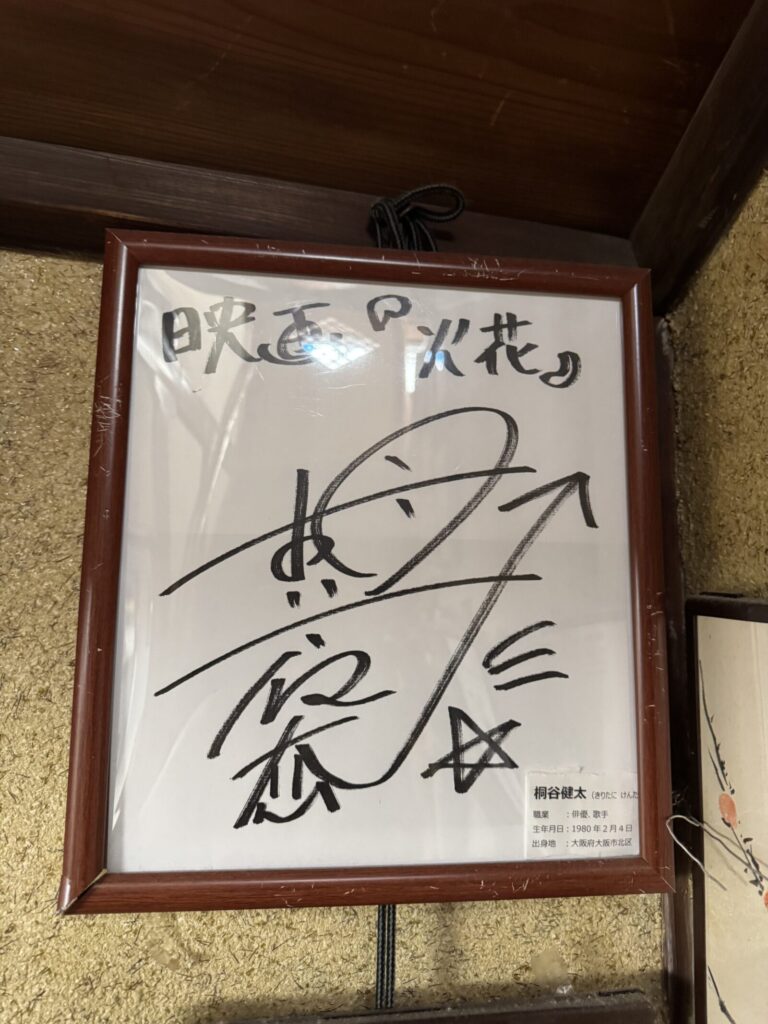 映画『火花』
桐谷健太（きりたに けんた
職業　：俳優. 歌手
生年月日：1980年2月4日
出身地　：大阪府大阪市北区